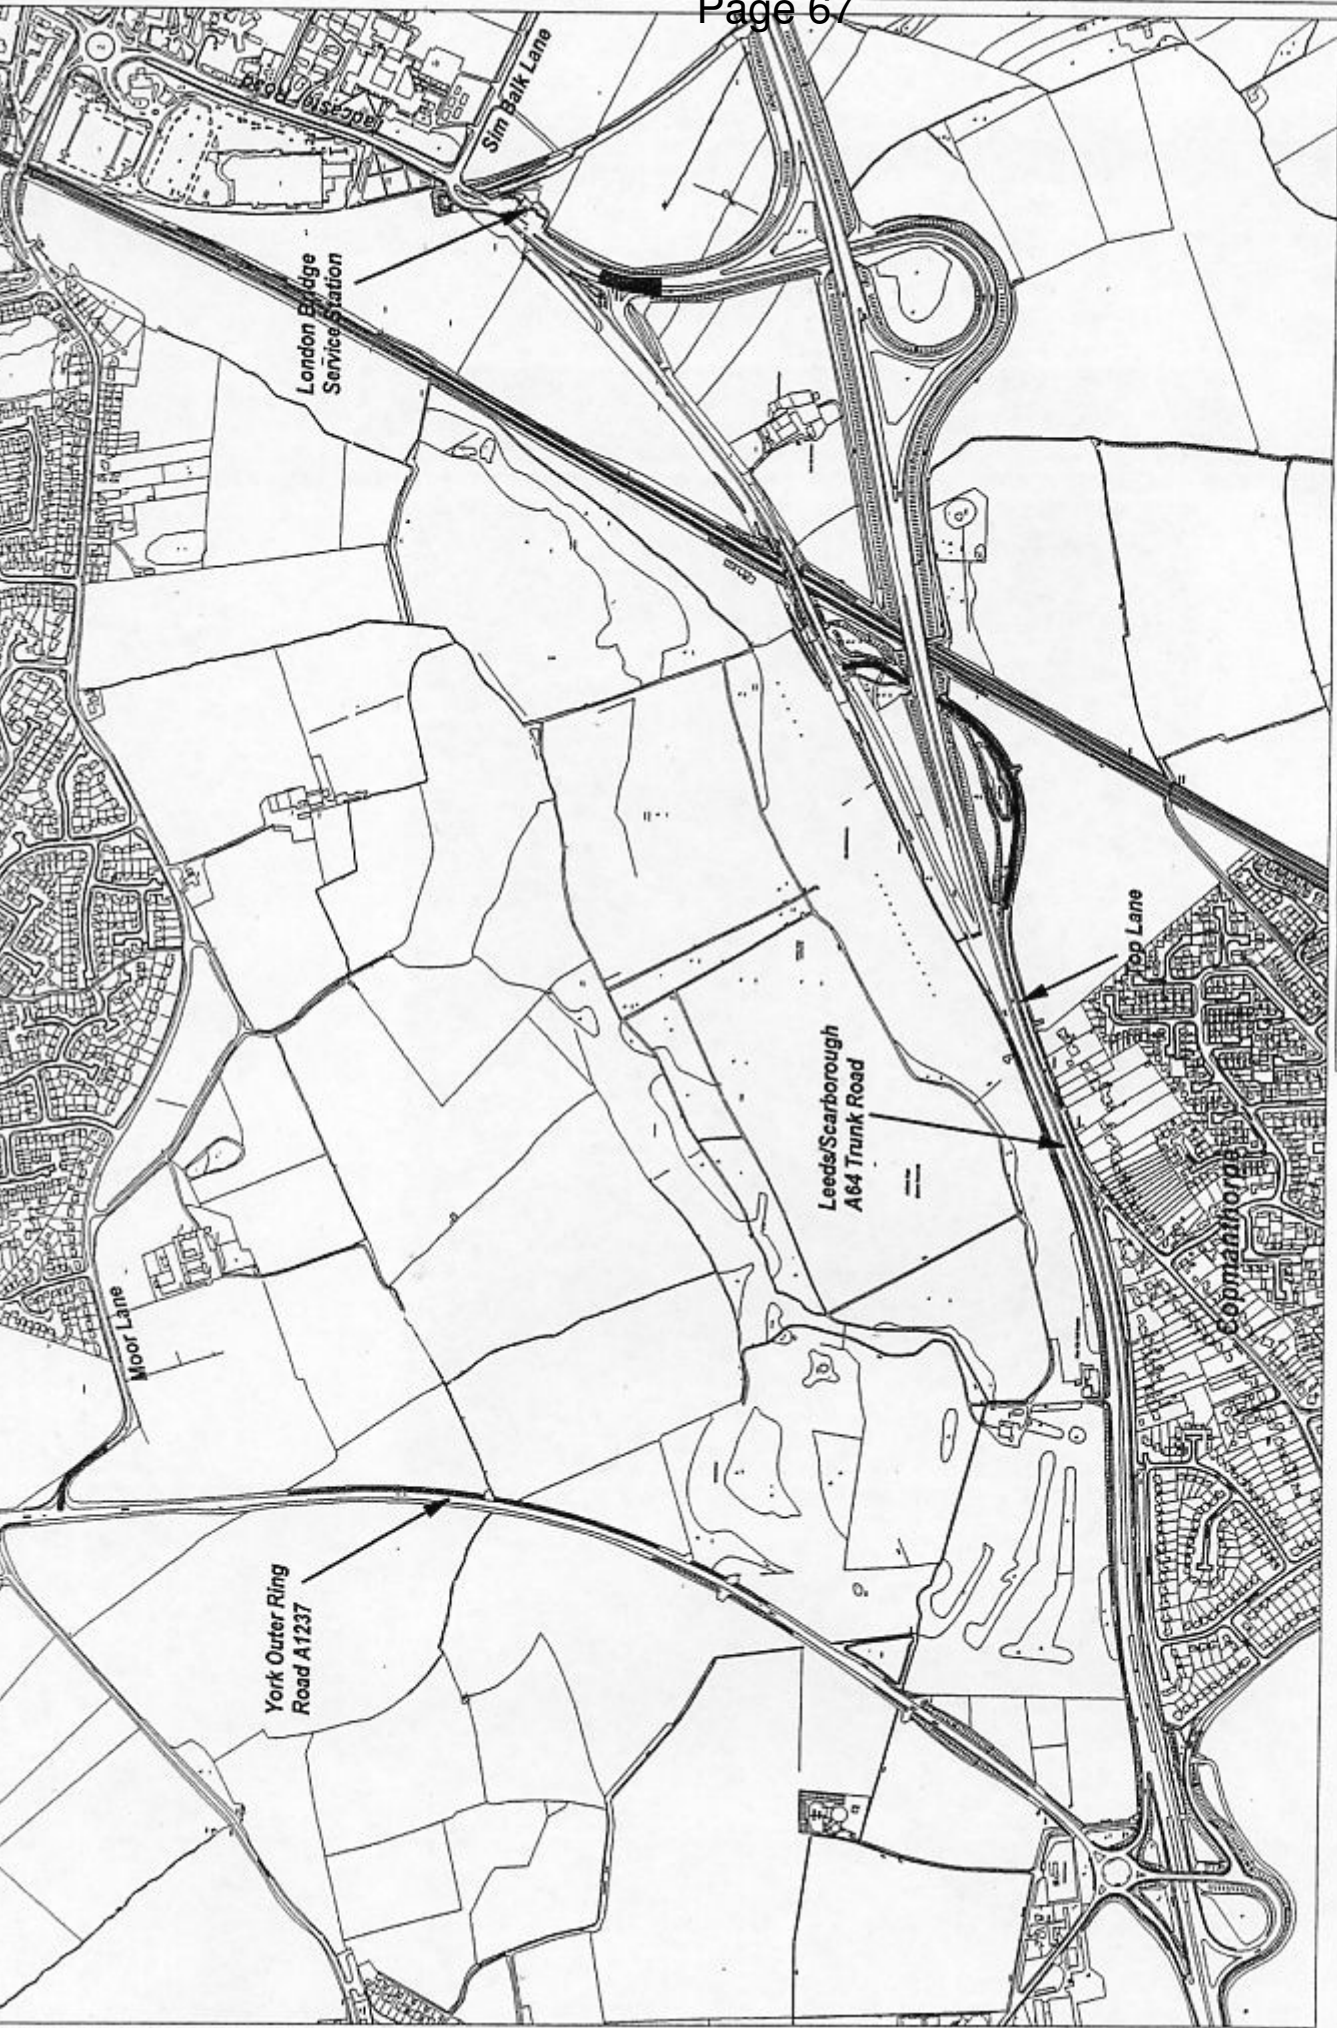 Page 67
Tadcaster Road
Sim Balk Lane
London Bridge
Service Station
Top Lane
Leeds/Scarborough
A64 Trunk Road
Copmanthorpe
Moor Lane
York Outer Ring
Road A1237